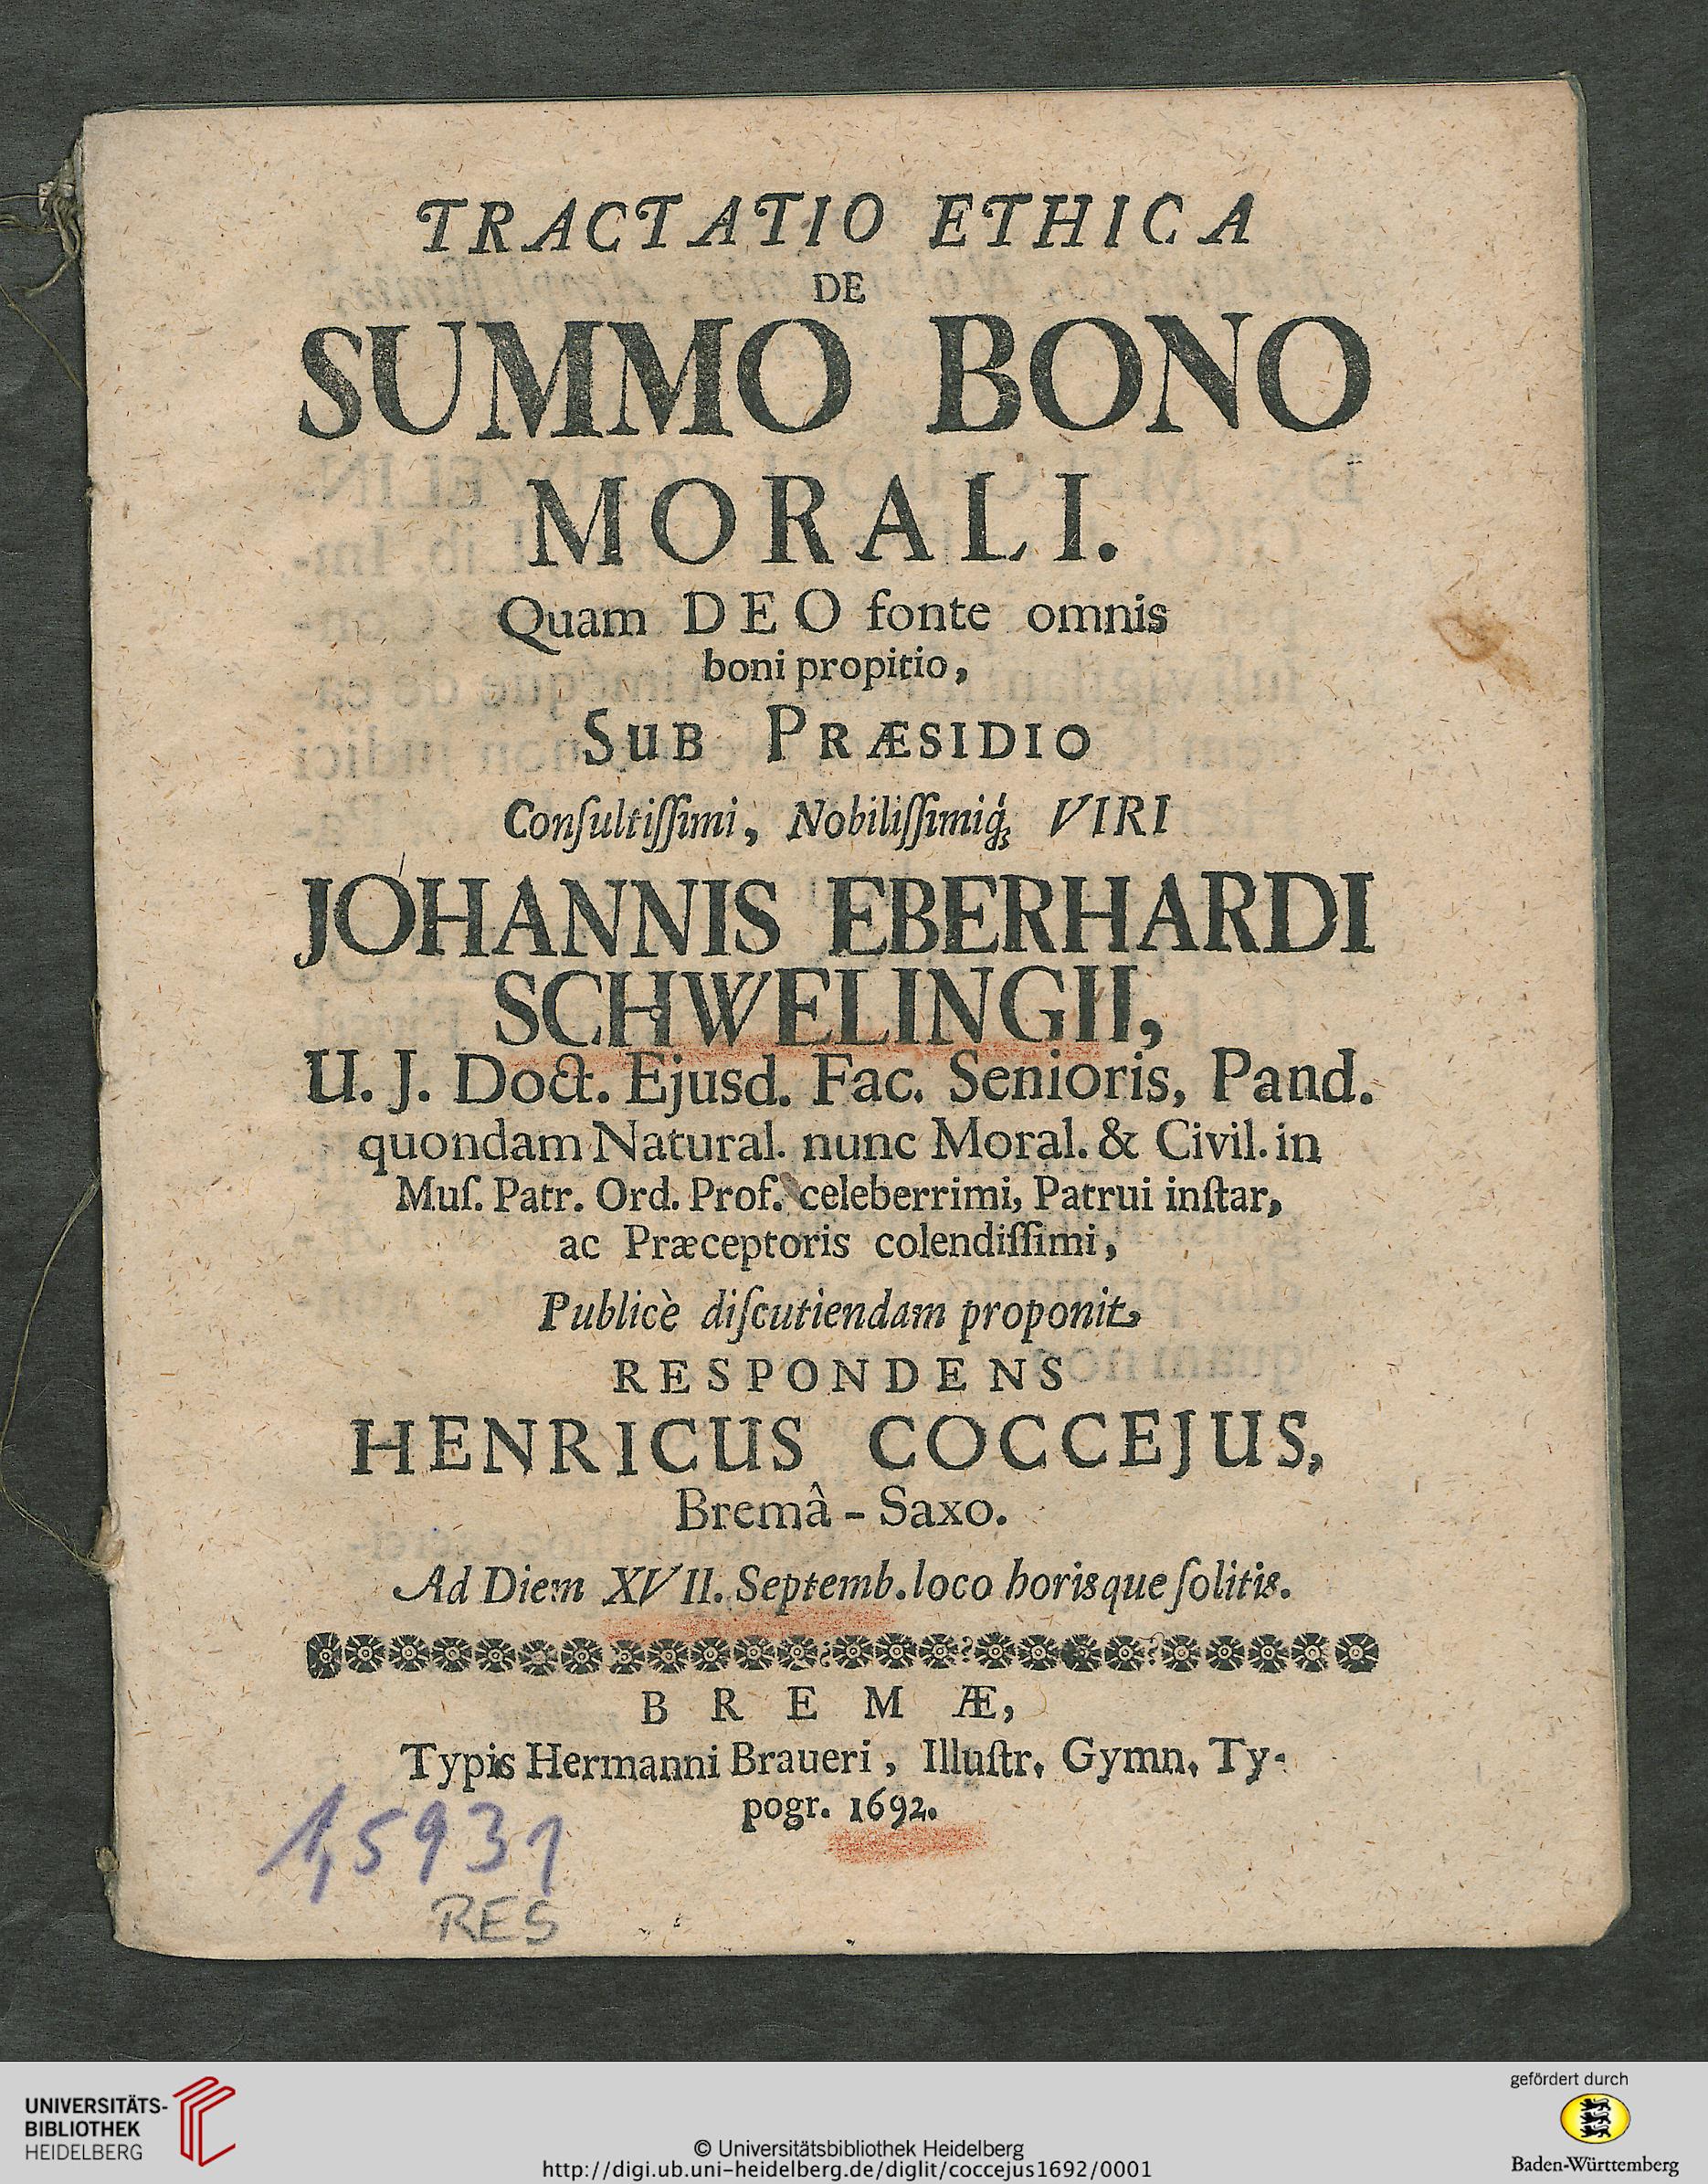 TRACTATIO ETHICA
DE
SUMMO BONO
MORALI.
Quam DEO fonte omnis
boni propitio,
SUB PRÆSIDIO
Conſultiſſimi, Nobiliſſimiq́ꝫ VIRI
JOHANNIS EBERHARDI
SCHWELINGII,
U. J. Doct. Ejusd. Fac. Senioris, Pand.
quondam Natural. nunc Moral. & Civil. in
Muſ. Patr. Ord. Prof. celeberrimi, Patrui inſtar,
ac Præceptoris colendiſſimi,
Publicè diſcutiendam proponit,
RESPONDENS
HENRICUS COCCEJUS,
Bremâ-Saxo.
Ad Diem XVII. Septemb. loco horisque ſolitis.
BREMÆ,
Typis Hermanni Braueri, Illuſtr. Gymn. Ty-
pogr. 1692.
1,5931
RES
UNIVERSITÄTS-
BIBLIOTHEK
HEIDELBERG
© Universitätsbibliothek Heidelberg
http://digi.ub.uni-heidelberg.de/diglit/coccejus1692/0001
gefördert durch
Baden-Württemberg